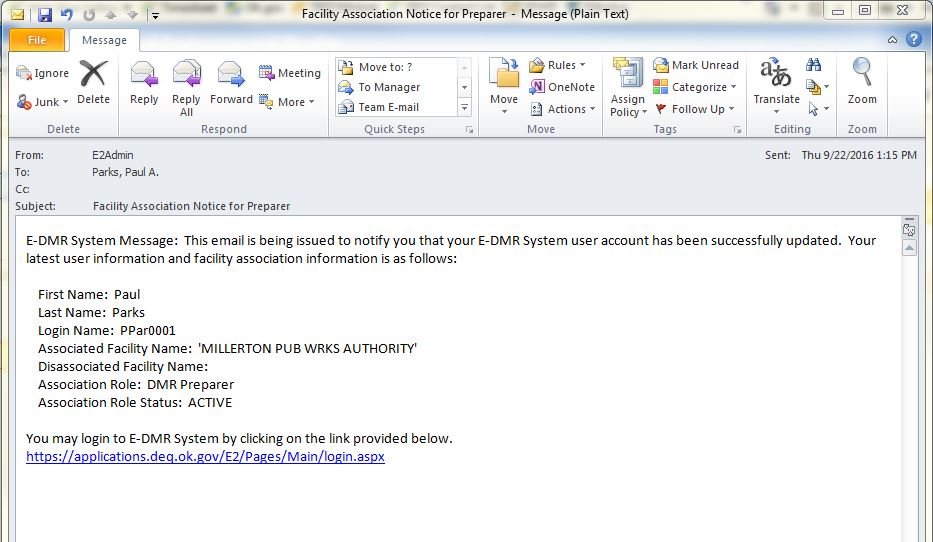 Facility Association Notice for Preparer - Message (Plain Text)
File
Message
Ignore
Junk
Delete
Delete
Reply
Reply All
Forward
Meeting
More
Respond
Move to: ?
To Manager
Team E-mail
Quick Steps
Move
Rules
OneNote
Actions
Move
Assign Policy
Mark Unread
Categorize
Follow Up
Tags
Translate
Editing
Zoom
Zoom
From: E2Admin
Sent: Thu 9/22/2016 1:15 PM
To: Parks, Paul A.
Cc:
Subject: Facility Association Notice for Preparer
E-DMR System Message: This email is being issued to notify you that your E-DMR System user account has been successfully updated. Your
latest user information and facility association information is as follows:
First Name: Paul
Last Name: Parks
Login Name: PPar0001
Associated Facility Name: 'MILLERTON PUB WRKS AUTHORITY'
Disassociated Facility Name:
Association Role: DMR Preparer
Association Role Status: ACTIVE
You may login to E-DMR System by clicking on the link provided below.
https://applications.deq.ok.gov/E2/Pages/Main/login.aspx